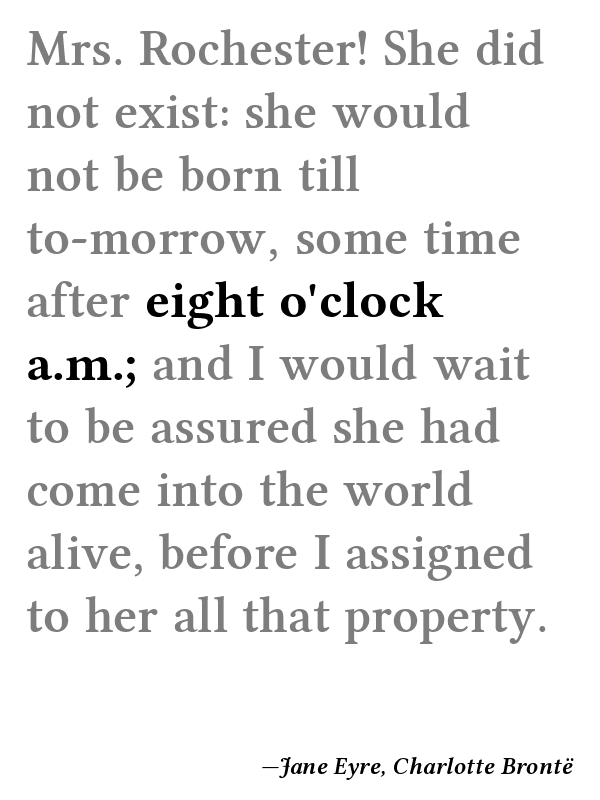 Mrs. Rochester! She did
not exist: she would
not be born till
to-morrow, some time
after eight o'clock
a.m.; and I would wait
to be assured she had
come into the world
alive, before I assigned
to her all that property.
—Jane Eyre, Charlotte Brontë